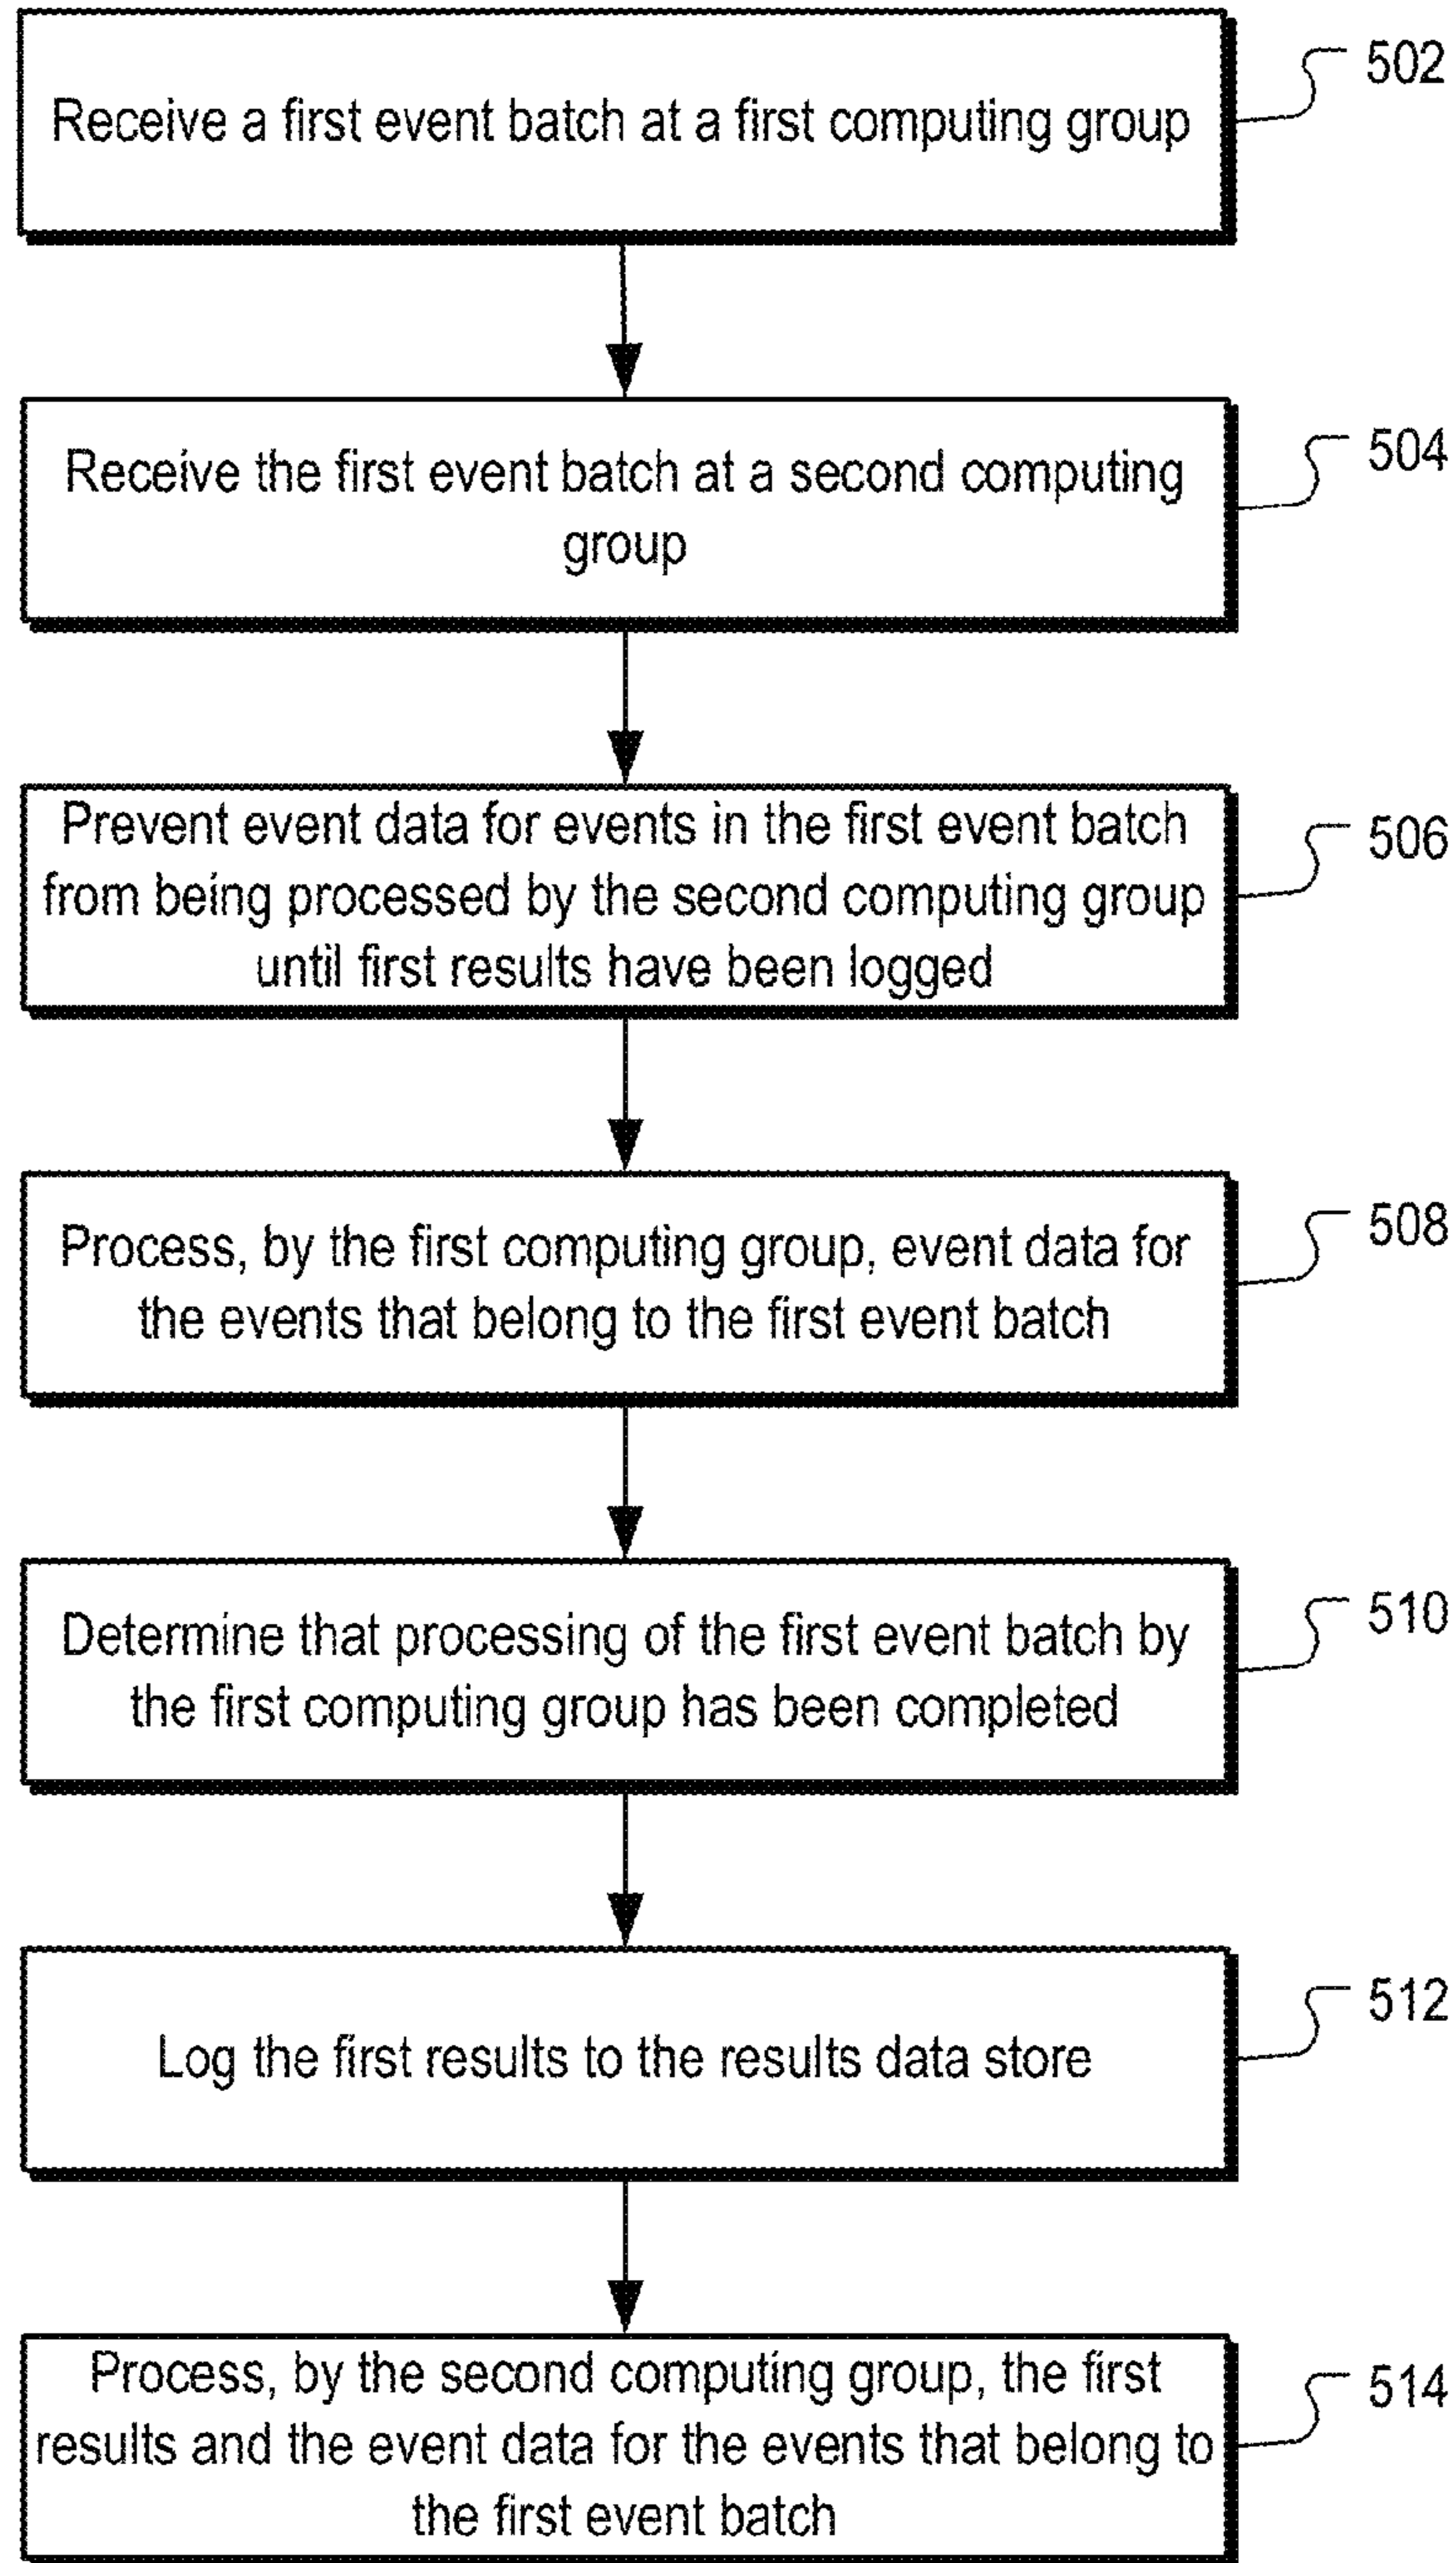 Receive a first event batch at a first computing group
502
Receive the first event batch at a second computing
group
504
Prevent event data for events in the first event batch
from being processed by the second computing group
until first results have been logged
506
Process, by the first computing group, event data for
the events that belong to the first event batch
508
Determine that processing of the first event batch by
the first computing group has been completed
510
Log the first results to the results data store
512
Process, by the second computing group, the first
results and the event data for the events that belong to
the first event batch
514